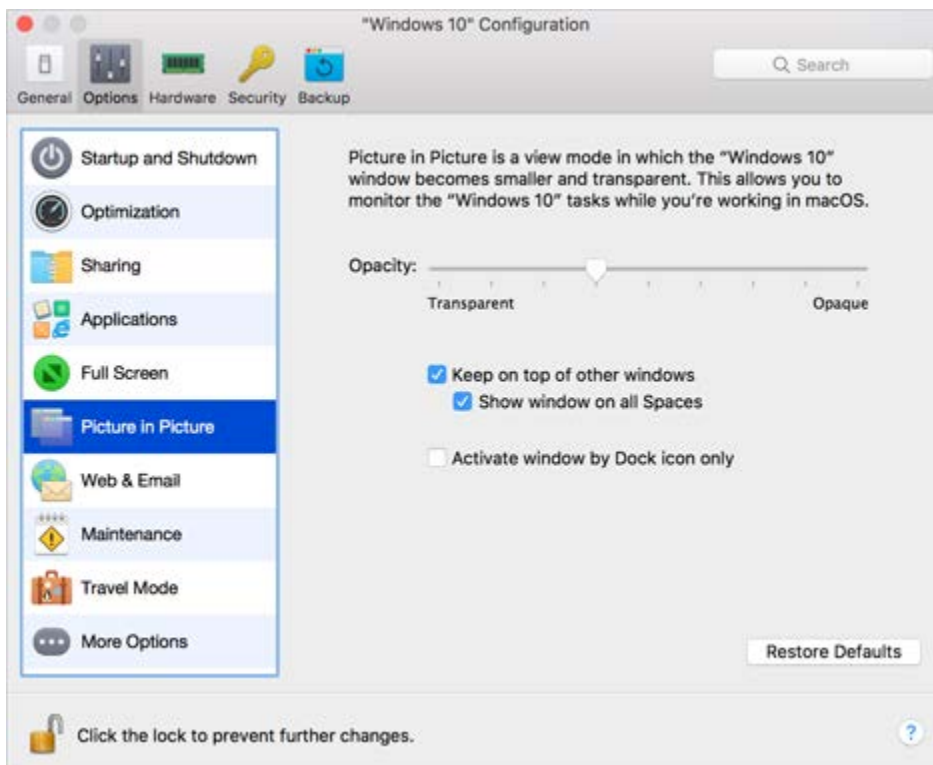 "Windows 10" Configuration
General Options Hardware Security Backup
Search
Startup and Shutdown
Optimization
Sharing
Applications
Full Screen
Picture in Picture
Web & Email
Maintenance
Travel Mode
More Options
Picture in Picture is a view mode in which the “Windows 10”
window becomes smaller and transparent. This allows you to
monitor the “Windows 10” tasks while you're working in macOS.
Opacity:
Transparent Opaque
Keep on top of other windows
Show window on all Spaces
Activate window by Dock icon only
Restore Defaults
Click the lock to prevent further changes.
?